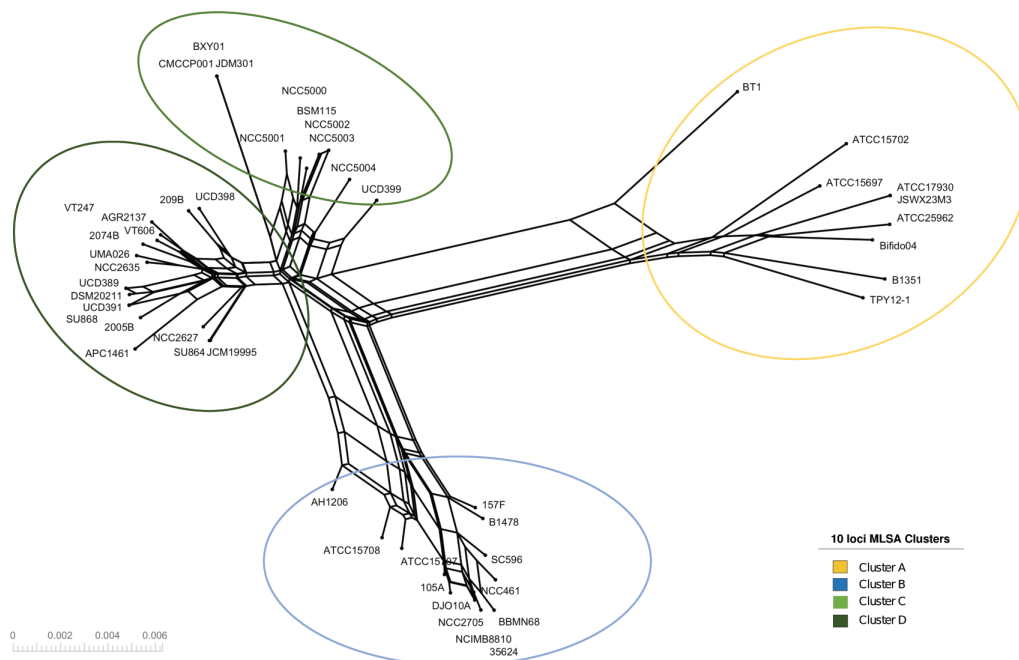 BXY01
CMCCP001 JDM301
NCC5000
BSM115
NCC5002
NCC5001
NCC5003
NCC5004
UCD399
BT1
ATCC15702
ATCC15697
ATCC17930
JSWX23M3
ATCC25962
Bifido04
B1351
TPY12-1
209B
UCD398
VT247
AGR2137
VT606
2074B
UMA026
NCC2635
UCD389
DSM20211
UCD391
SU868
2005B
NCC2627
APC1461
SU864 JCM19995
AH1206
157F
B1478
ATCC15708
ATCC15707
SC596
105A
NCC461
DJO10A
NCC2705
BBMN68
NCIMB8810
35624
10 loci MLSA Clusters
Cluster A
Cluster B
Cluster C
Cluster D
0 0.002 0.004 0.006